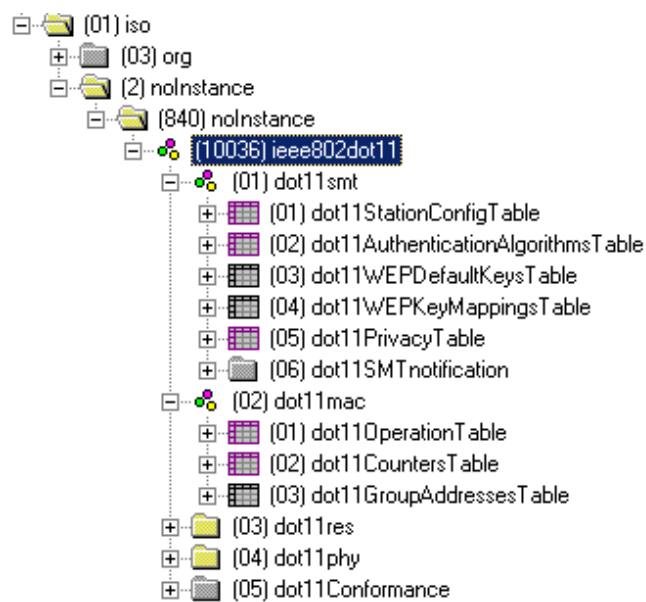 (01) iso
(03) org
(2) noInstance
(840) noInstance
(10036) ieee802dot11
(01) dot11smt
(01) dot11StationConfigTable
(02) dot11AuthenticationAlgorithmsTable
(03) dot11WEPDefaultKeysTable
(04) dot11WEPKeyMappingsTable
(05) dot11PrivacyTable
(06) dot11SMTnotification
(02) dot11mac
(01) dot11OperationTable
(02) dot11CountersTable
(03) dot11GroupAddressesTable
(03) dot11res
(04) dot11phy
(05) dot11Conformance